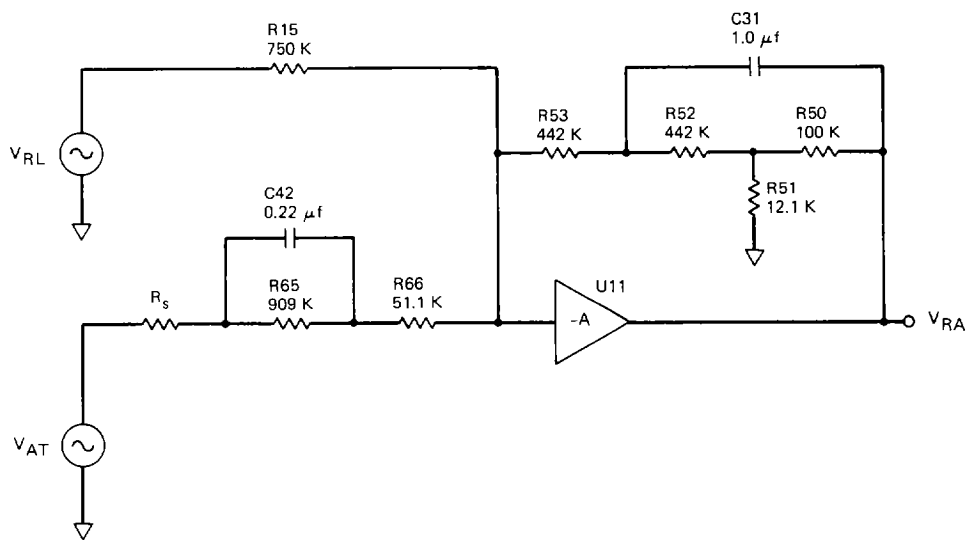 R15
750 K
C31
1.0 μf
R53
442 K
R52
442 K
R50
100 K
V_RL
R51
12.1 K
C42
0.22 μf
R_s
R65
909 K
R66
51.1 K
U11
-A
V_RA
V_AT